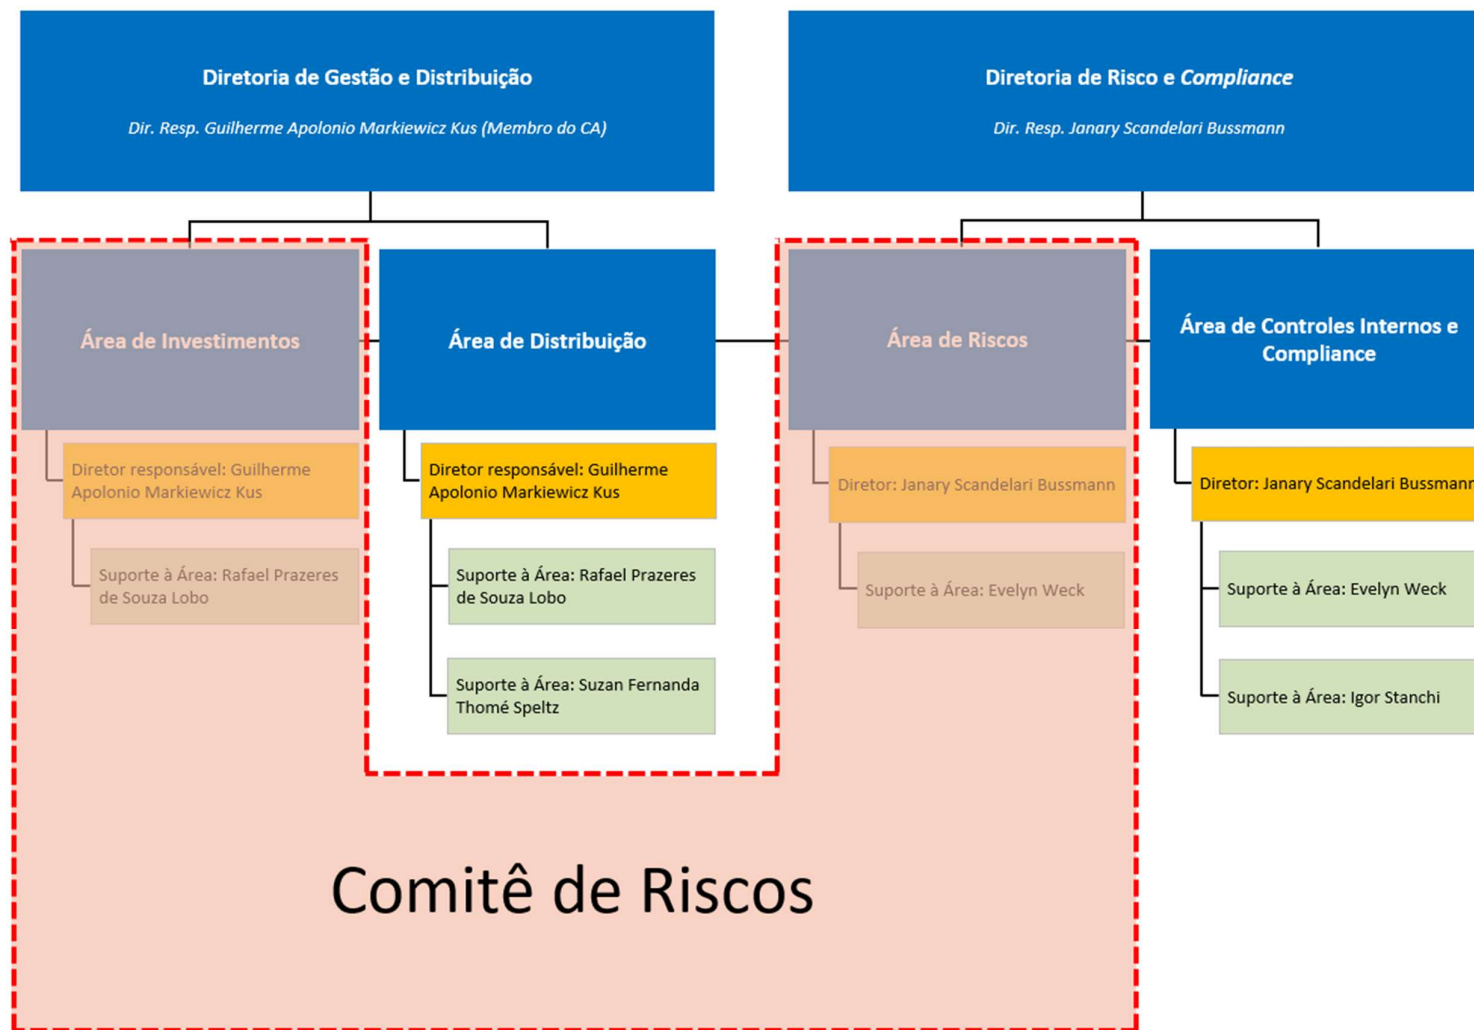 Diretoria de Gestão e Distribuição
Dir. Resp. Guilherme Apolonio Markiewicz Kus (Membro do CA)
Diretoria de Risco e Compliance
Dir. Resp. Janary Scandelari Bussmann
Área de Investimentos
Diretor responsável: Guilherme
Apolonio Markiewicz Kus
Suporte à Área: Rafael Prazeres
de Souza Lobo
Área de Distribuição
Diretor responsável: Guilherme
Apolonio Markiewicz Kus
Suporte à Área: Rafael Prazeres
de Souza Lobo
Suporte à Área: Suzan Fernanda
Thomé Speltz
Área de Riscos
Diretor: Janary Scandelari Bussmann
Suporte à Área: Evelyn Weck
Área de Controles Internos e
Compliance
Diretor: Janary Scandelari Bussmann
Suporte à Área: Evelyn Weck
Suporte à Área: Igor Stanchi
Comitê de Riscos